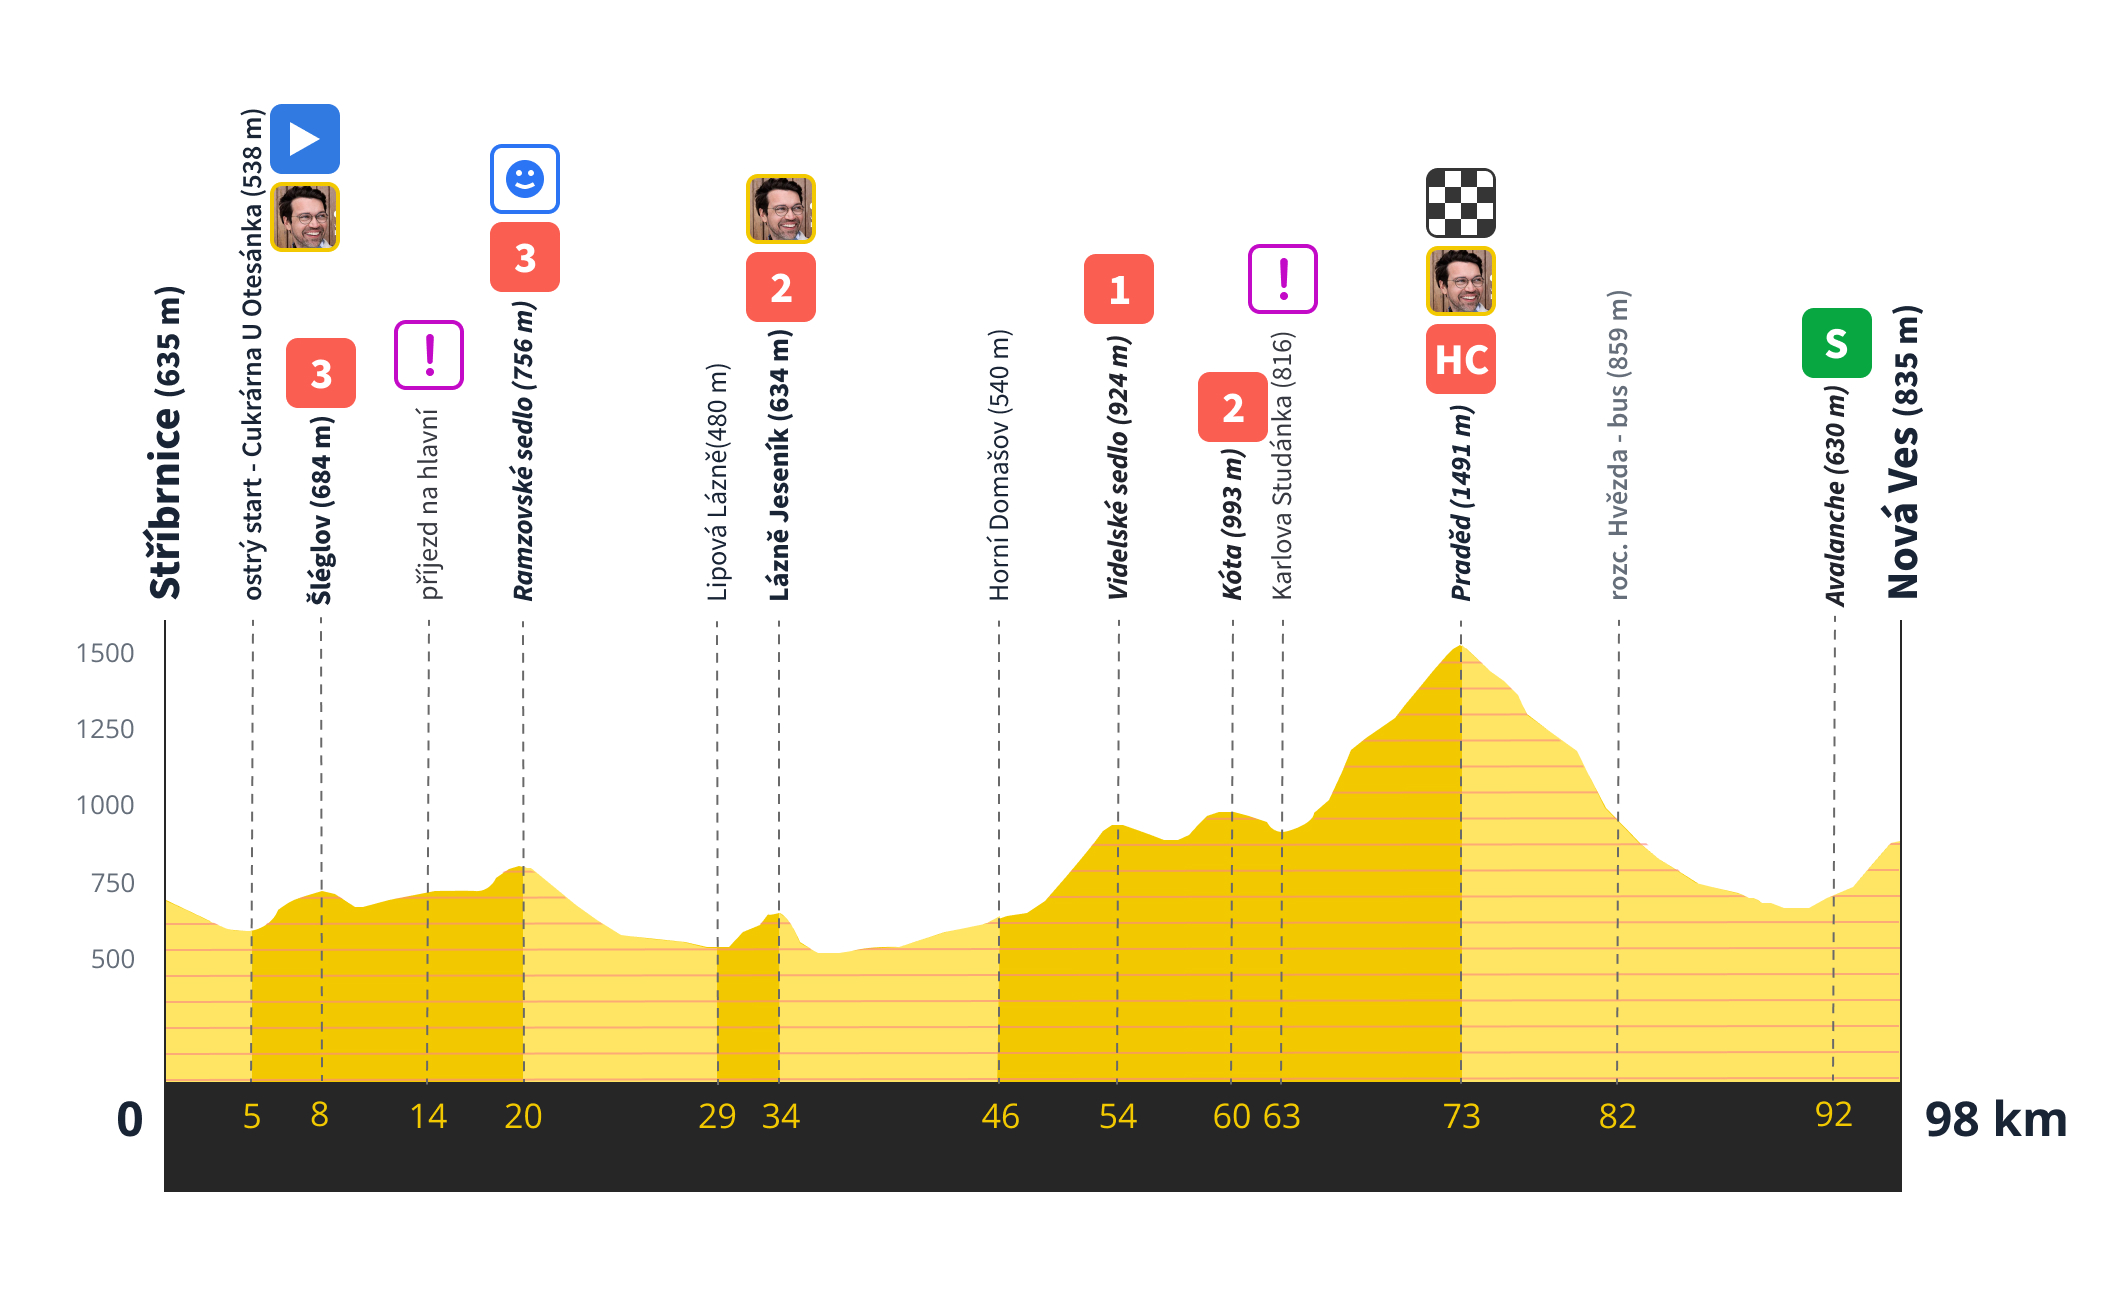 Stříbrnice (635 m)
ostrý start - Cukrárna U Otesánka (538 m)
3
Šléglov (684 m)
!
příjezd na hlavní
3
Ramzovské sedlo (756 m)
Lipová Lázně(480 m)
2
Lázně Jeseník (634 m)
Horní Domašov (540 m)
1
Videlské sedlo (924 m)
2
Kóta (993 m)
!
Karlova Studánka (816)
HC
Praděd (1491 m)
rozc. Hvězda - bus (859 m)
S
Avalanche (630 m)
Nová Ves (835 m)
1500
1250
1000
750
500
0 5 8 14 20 29 34 46 54 60 63 73 82 92 98 km